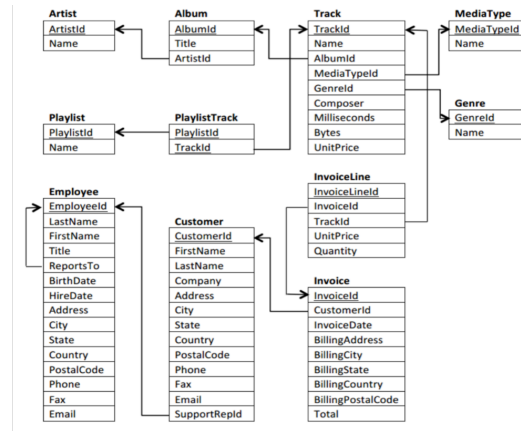 Artist
ArtistId
Name
Album
AlbumId
Title
ArtistId
Track
TrackId
Name
AlbumId
MediaTypeId
GenreId
Composer
Milliseconds
Bytes
UnitPrice
MediaType
MediaTypeId
Name
Genre
GenreId
Name
Playlist
PlaylistId
Name
PlaylistTrack
PlaylistId
TrackId
Employee
EmployeeId
LastName
FirstName
Title
ReportsTo
BirthDate
HireDate
Address
City
State
Country
PostalCode
Phone
Fax
Email
Customer
CustomerId
FirstName
LastName
Company
Address
City
State
Country
PostalCode
Phone
Fax
Email
SupportRepId
InvoiceLine
InvoiceLineId
InvoiceId
TrackId
UnitPrice
Quantity
Invoice
InvoiceId
CustomerId
InvoiceDate
BillingAddress
BillingCity
BillingState
BillingCountry
BillingPostalCode
Total